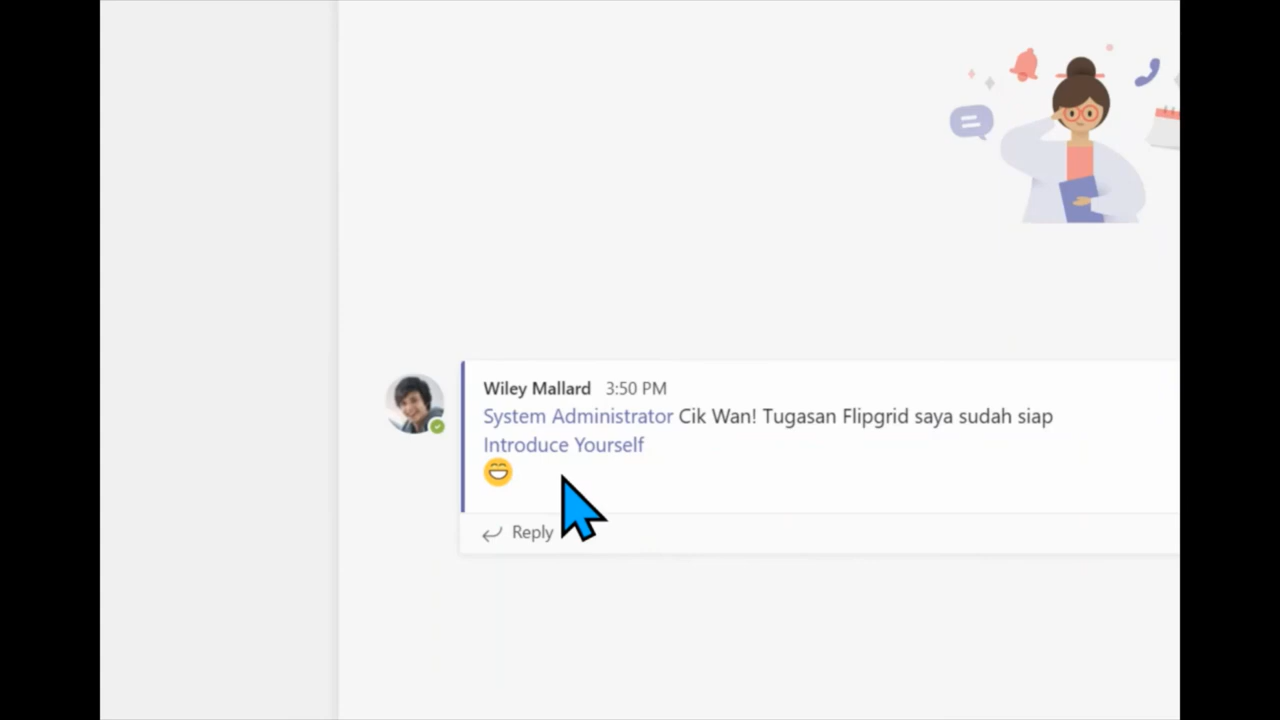 Wiley Mallard 3:50 PM
System Administrator Cik Wan! Tugasan Flipgrid saya sudah siap
Introduce Yourself
Reply